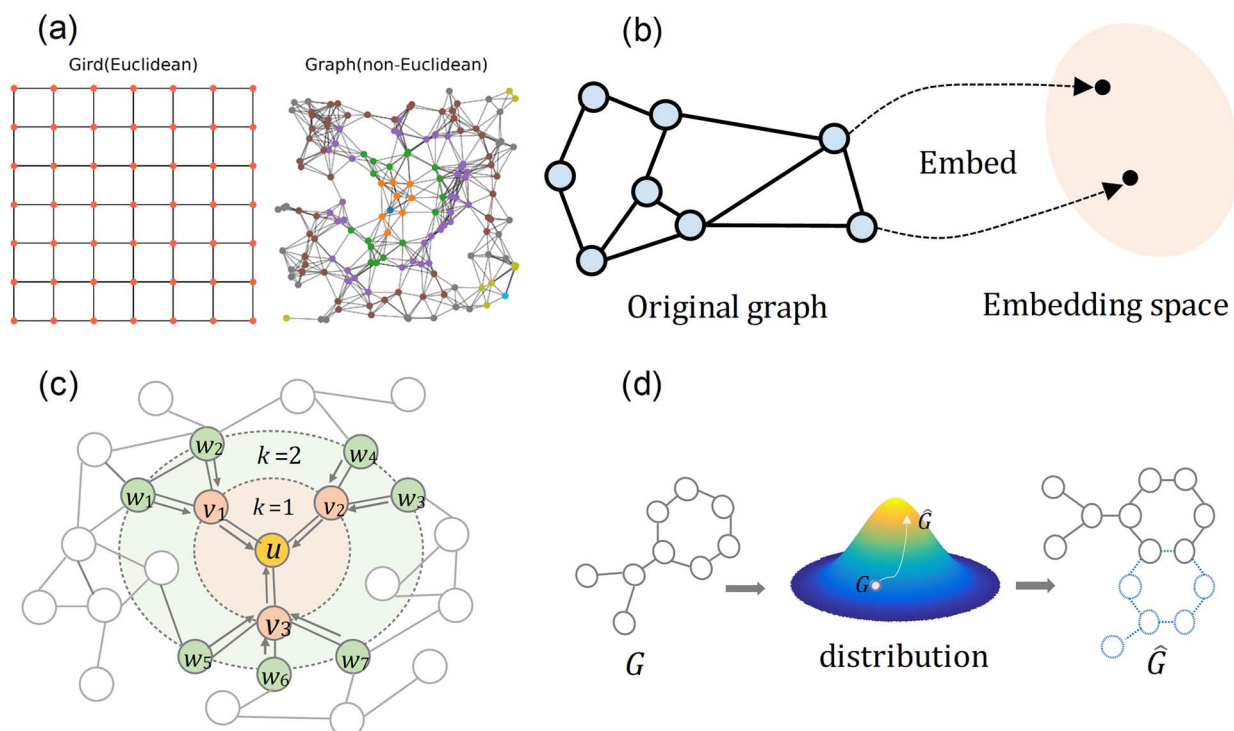 (a)
Gird(Euclidean)
Graph(non-Euclidean)
(b)
Embed
Original graph
Embedding space
(c)
w2
k=2
w4
w1
v1
k=1
v2
w3
u
v3
w5
w6
w7
(d)
Ĝ
G
G
distribution
Ĝ